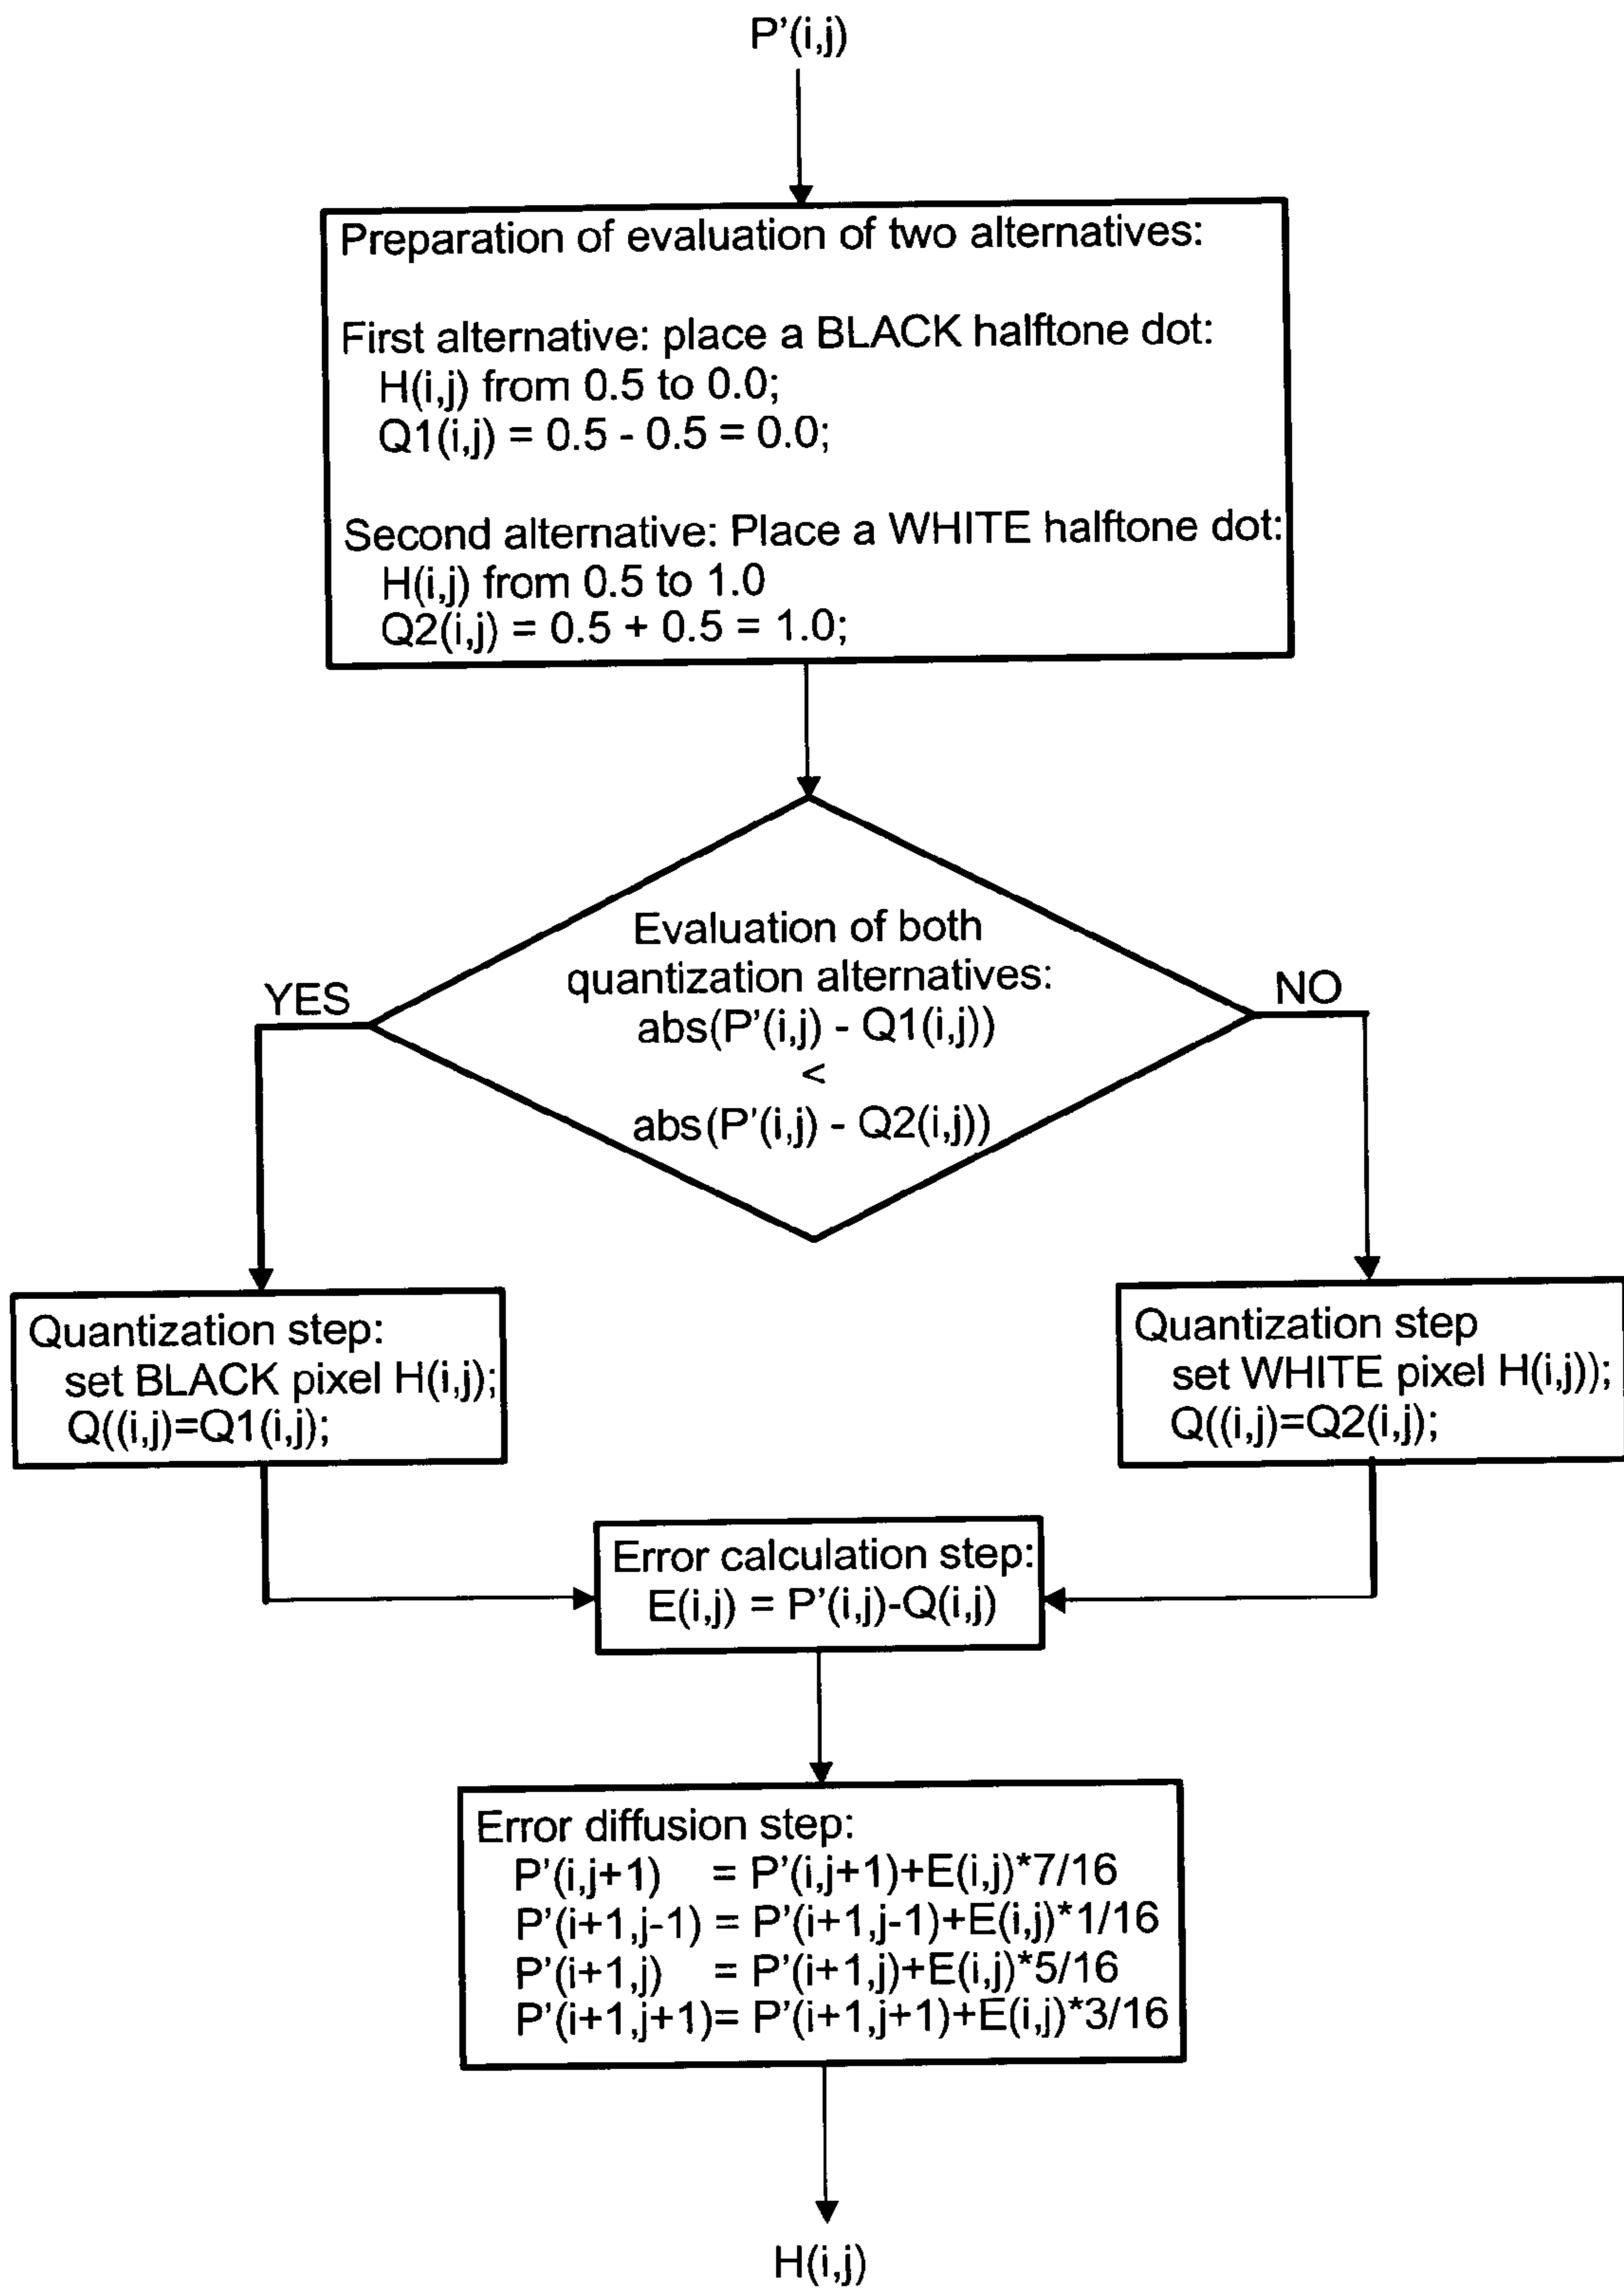 P'(i,j)
Preparation of evaluation of two alternatives:
First alternative: place a BLACK halftone dot:
H(i,j) from 0.5 to 0.0;
Q1(i,j) = 0.5 - 0.5 = 0.0;
Second alternative: Place a WHITE halftone dot:
H(i,j) from 0.5 to 1.0
Q2(i,j) = 0.5 + 0.5 = 1.0;
Evaluation of both
quantization alternatives:
abs(P'(i,j) - Q1(i,j))
<
abs(P'(i,j) - Q2(i,j))
YES
NO
Quantization step:
set BLACK pixel H(i,j);
Q((i,j)=Q1(i,j);
Quantization step
set WHITE pixel H(i,j));
Q((i,j)=Q2(i,j);
Error calculation step:
E(i,j) = P'(i,j)-Q(i,j)
Error diffusion step:
P'(i,j+1) = P'(i,j+1)+E(i,j)*7/16
P'(i+1,j-1) = P'(i+1,j-1)+E(i,j)*1/16
P'(i+1,j) = P'(i+1,j)+E(i,j)*5/16
P'(i+1,j+1)= P'(i+1,j+1)+E(i,j)*3/16
H(i,j)